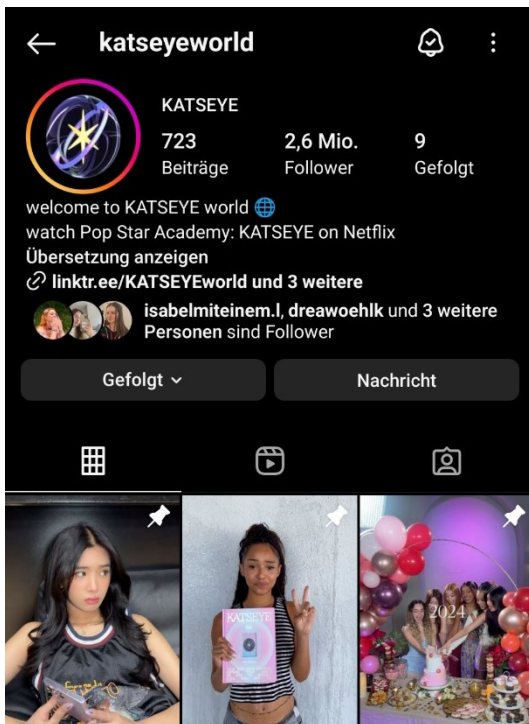 katseyeworld
KATSEYE
723 2,6 Mio. 9
Beiträge Follower Gefolgt
welcome to KATSEYE world 🌐
watch Pop Star Academy: KATSEYE on Netflix
Übersetzung anzeigen
linktr.ee/KATSEYEworld und 3 weitere
isabelmiteinem.l, dreawoehlk und 3 weitere
Personen sind Follower
Gefolgt Nachricht
KATSEYE
2024